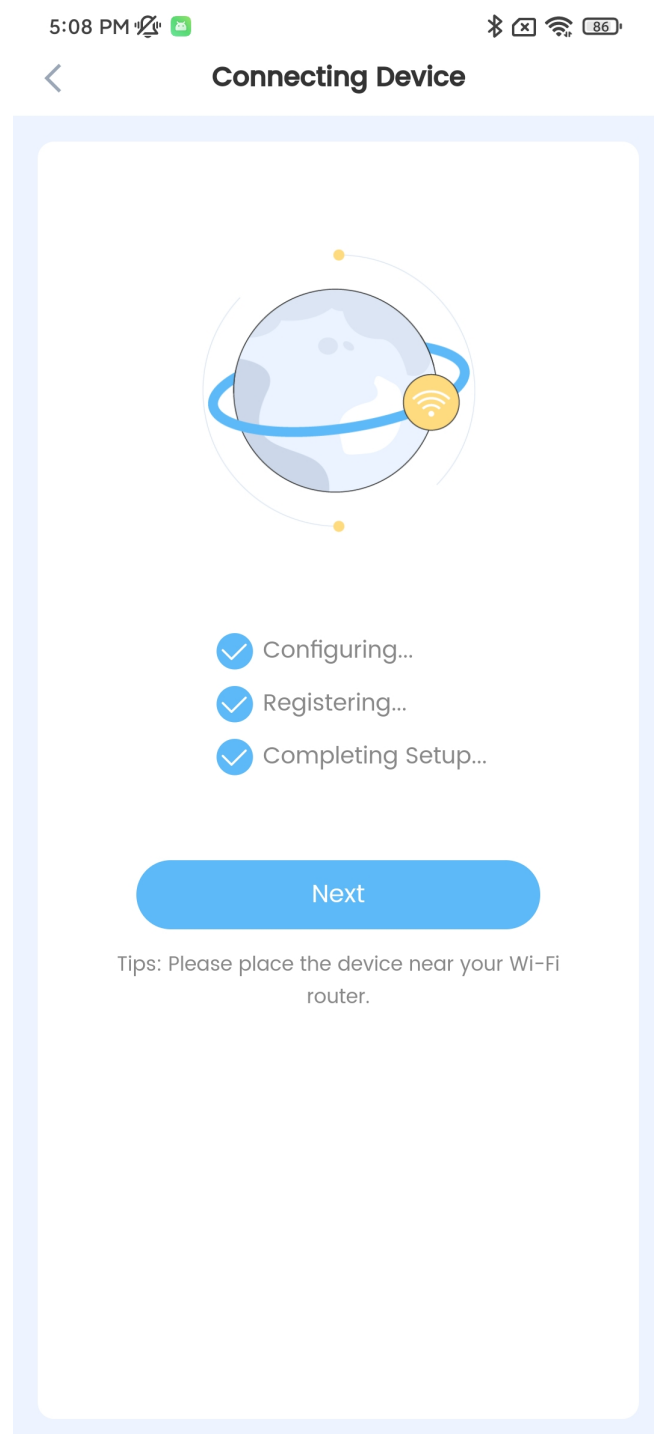 5:08 PM
86
Connecting Device
Configuring...
Registering...
Completing Setup...
Next
Tips: Please place the device near your Wi-Fi
router.